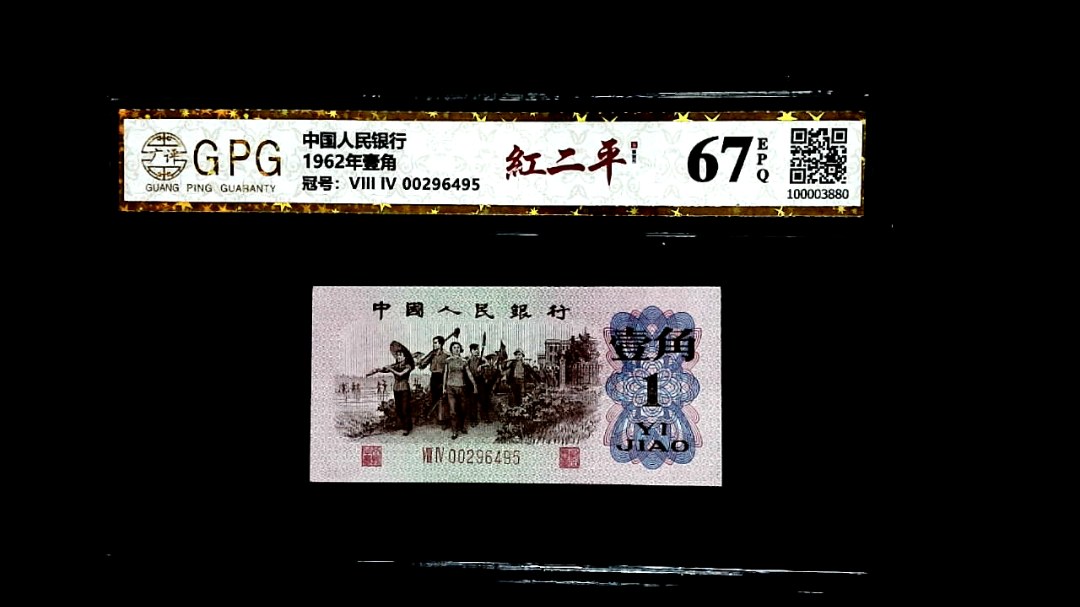 广评
GPG
GUANG PING GUARANTY
中国人民银行
1962年壹角
冠号：VIII IV 00296495
紅二平
67
EPQ
100003880
中國人民銀行
壹角
1
YI
JIAO
VIII IV 00296495